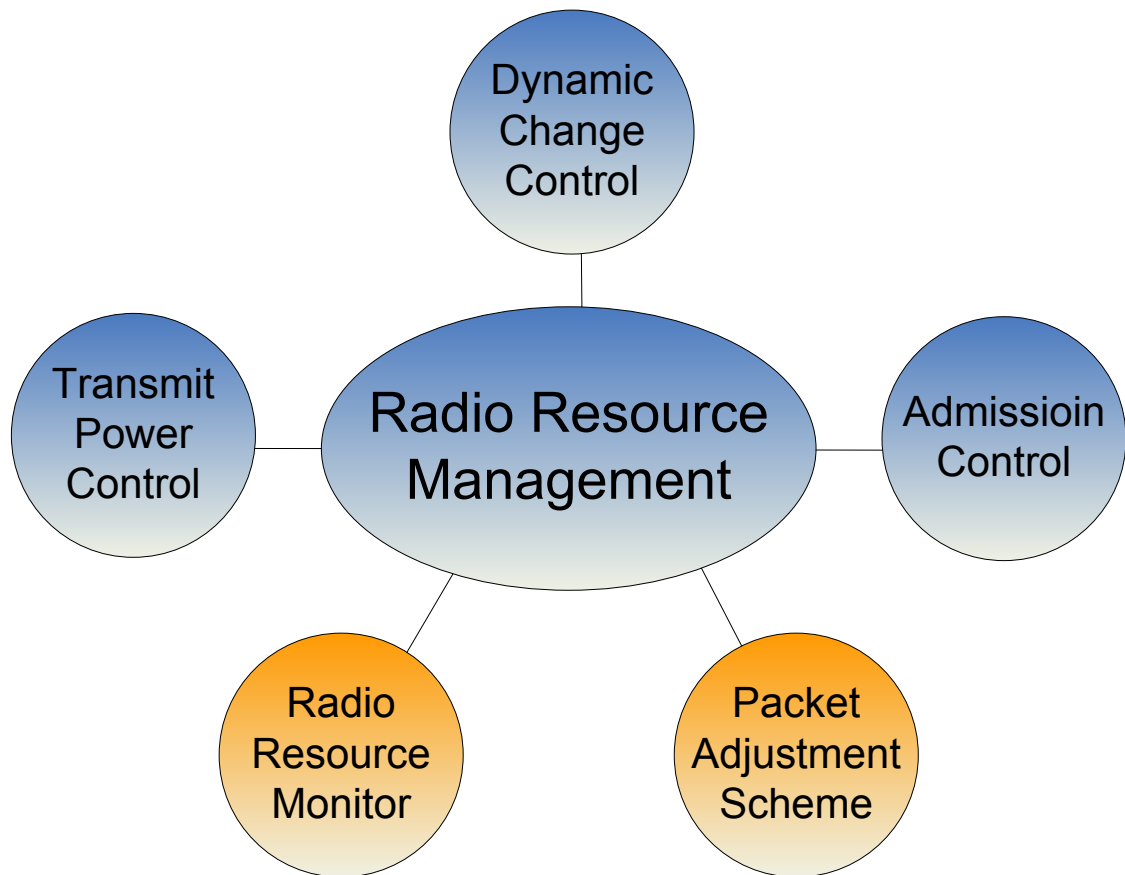 Dynamic
Change
Control
Transmit
Power
Control
Radio Resource
Management
Admissioin
Control
Radio
Resource
Monitor
Packet
Adjustment
Scheme